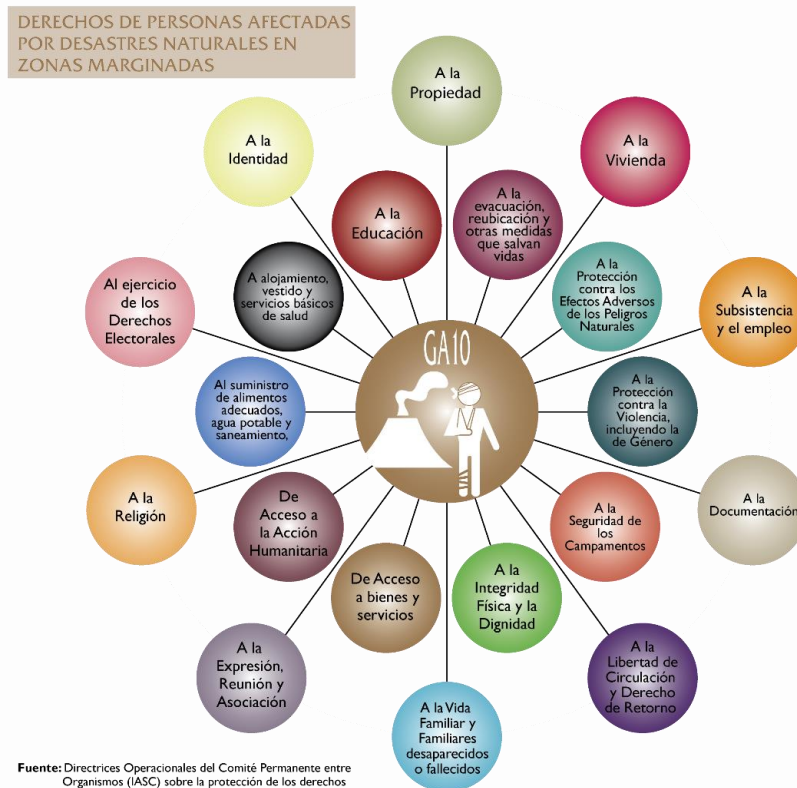 DERECHOS DE PERSONAS AFECTADAS
POR DESASTRES NATURALES EN
ZONAS MARGINADAS
A la
Propiedad
A la
Identidad
A la
Vivienda
A la
Educación
A la
evacuación,
reubicación y
otras medidas
que salvan
vidas
Al ejercicio
de los
Derechos
Electorales
A alojamiento,
vestido y
servicios básicos
de salud
A la
Protección
contra los
Efectos Adversos
de los Peligros
Naturales
A la
Subsistencia
y el empleo
GA10
Al suministro
de alimentos
adecuados,
agua potable y
saneamiento,
A la
Protección
contra la
Violencia,
incluyendo la
de Género
A la
Religión
De
Acceso a
la Acción
Humanitaria
A la
Seguridad de
los
Campamentos
A la
Documentación
De Acceso
a bienes y
servicios
A la
Integridad
Física y la
Dignidad
A la
Expresión,
Reunión y
Asociación
A la Vida
Familiar y
Familiares
desaparecidos
o fallecidos
A la
Libertad de
Circulación
y Derecho
de Retorno
Fuente: Directrices Operacionales del Comité Permanente entre
Organismos (IASC) sobre la protección de los derechos